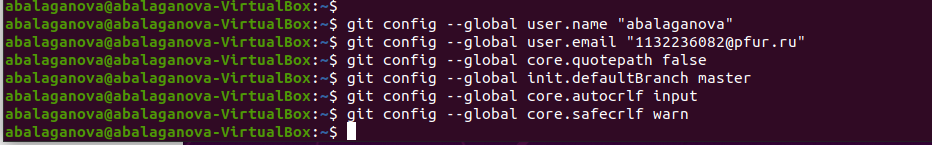 abalaganova@abalaganova-VirtualBox:~$
abalaganova@abalaganova-VirtualBox:~$ git config --global user.name "abalaganova"
abalaganova@abalaganova-VirtualBox:~$ git config --global user.email "1132236082@pfur.ru"
abalaganova@abalaganova-VirtualBox:~$ git config --global core.quotepath false
abalaganova@abalaganova-VirtualBox:~$ git config --global init.defaultBranch master
abalaganova@abalaganova-VirtualBox:~$ git config --global core.autocrlf input
abalaganova@abalaganova-VirtualBox:~$ git config --global core.safecrlf warn
abalaganova@abalaganova-VirtualBox:~$